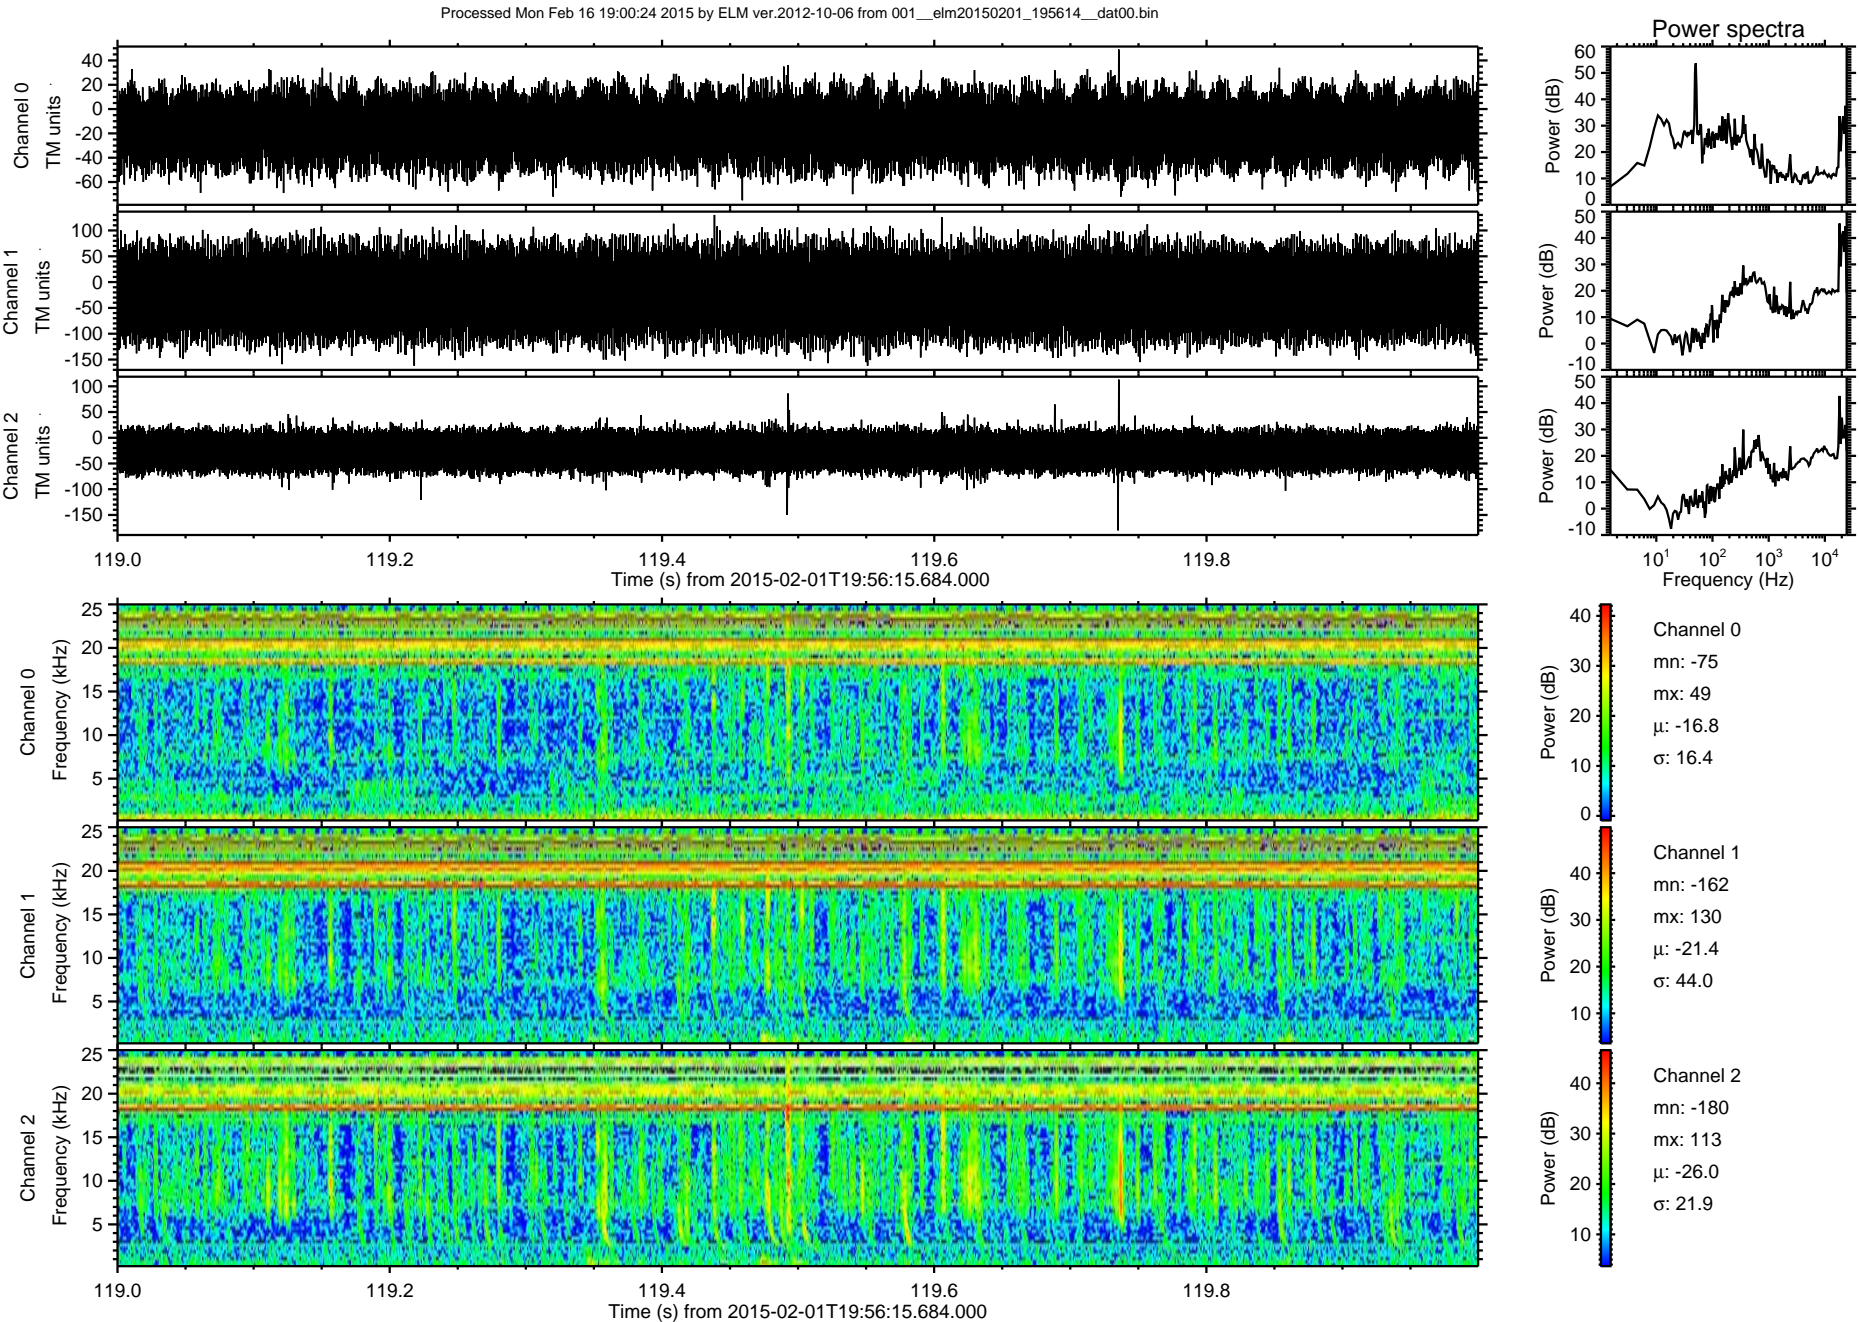 Processed Mon Feb 16 19:00:24 2015 by ELM ver.2012-10-06 from 001__elm20150201_195614__dat00.bin
Power spectra
Channel 0
TM units
40
20
0
-20
-40
-60
Power (dB)
60
50
40
30
20
10
0
Channel 1
TM units
100
50
0
-50
-100
-150
Power (dB)
50
40
30
20
10
0
-10
Channel 2
TM units
100
50
0
-50
-100
-150
Power (dB)
50
40
30
20
10
0
-10
119.0 119.2 119.4 119.6 119.8
Time (s) from 2015-02-01T19:56:15.684.000
10^1 10^2 10^3 10^4
Frequency (Hz)
Channel 0
Frequency (kHz)
25
20
15
10
5
Power (dB)
40
30
20
10
0
Channel 0
mn: -75
mx: 49
µ: -16.8
σ: 16.4
Channel 1
Frequency (kHz)
25
20
15
10
5
Power (dB)
40
30
20
10
Channel 1
mn: -162
mx: 130
µ: -21.4
σ: 44.0
Channel 2
Frequency (kHz)
25
20
15
10
5
Power (dB)
40
30
20
10
Channel 2
mn: -180
mx: 113
µ: -26.0
σ: 21.9
119.0 119.2 119.4 119.6 119.8
Time (s) from 2015-02-01T19:56:15.684.000